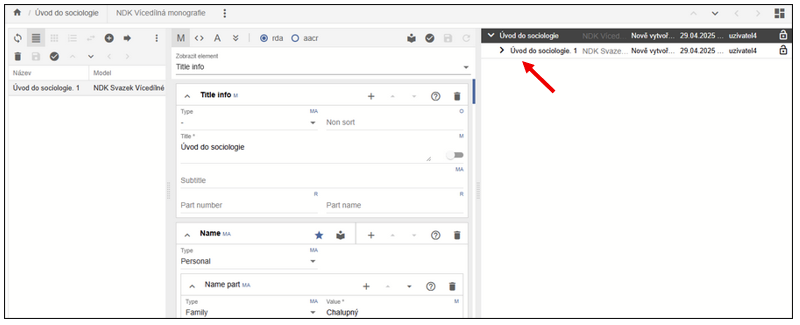 / Úvod do sociologie NDK Vícedílná monografie
M <> A rda aacr
Název Model
Úvod do sociologie. 1 NDK Svazek Vícedílné
Zobrazit element
Title info
Title info M
Type MA
-
Non sort O
Title * M
Úvod do sociologie
MA
Subtitle
R R
Part number Part name
Name MA
Type MA
Personal
Name part MA
Type MA Value * M
Family Chalupný
Úvod do sociologie NDK Víced… Nově vytvoř… 29.04.2025 … uzivatel4
Úvod do sociologie. 1 NDK Svaze… Nově vytvoř… 29.04.2025 … uzivatel4